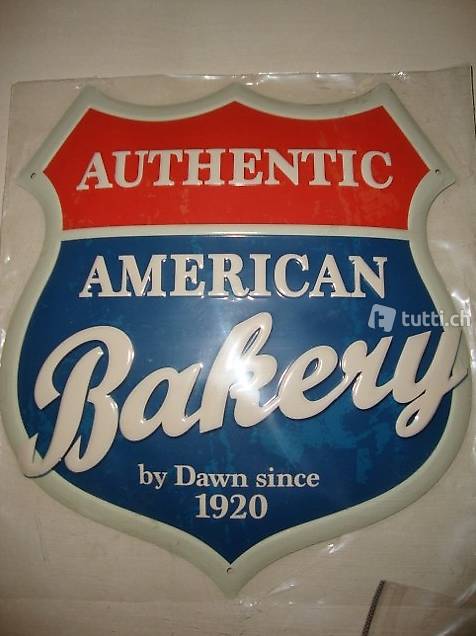 AUTHENTIC
AMERICAN
tutti.ch
Bakery
by Dawn since
1920